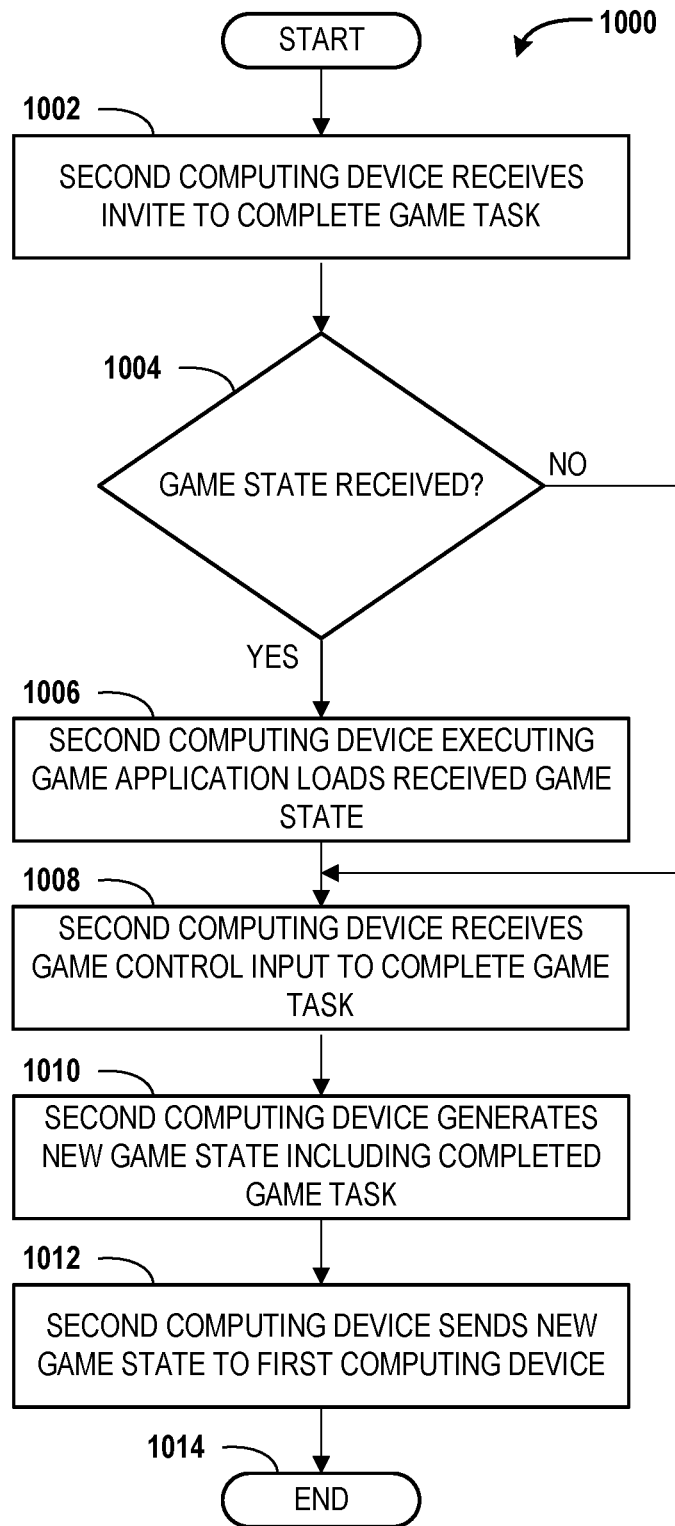 START
1000
1002
SECOND COMPUTING DEVICE RECEIVES
INVITE TO COMPLETE GAME TASK
1004
GAME STATE RECEIVED?
NO
YES
1006
SECOND COMPUTING DEVICE EXECUTING
GAME APPLICATION LOADS RECEIVED GAME
STATE
1008
SECOND COMPUTING DEVICE RECEIVES
GAME CONTROL INPUT TO COMPLETE GAME
TASK
1010
SECOND COMPUTING DEVICE GENERATES
NEW GAME STATE INCLUDING COMPLETED
GAME TASK
1012
SECOND COMPUTING DEVICE SENDS NEW
GAME STATE TO FIRST COMPUTING DEVICE
1014
END